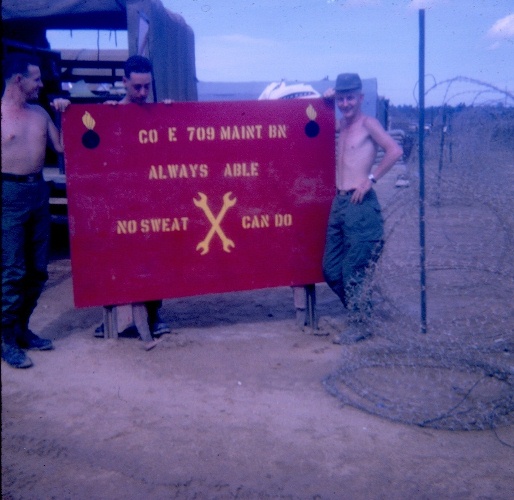 CO E 709 MAINT BN
ALWAYS ABLE
NO SWEAT CAN DO